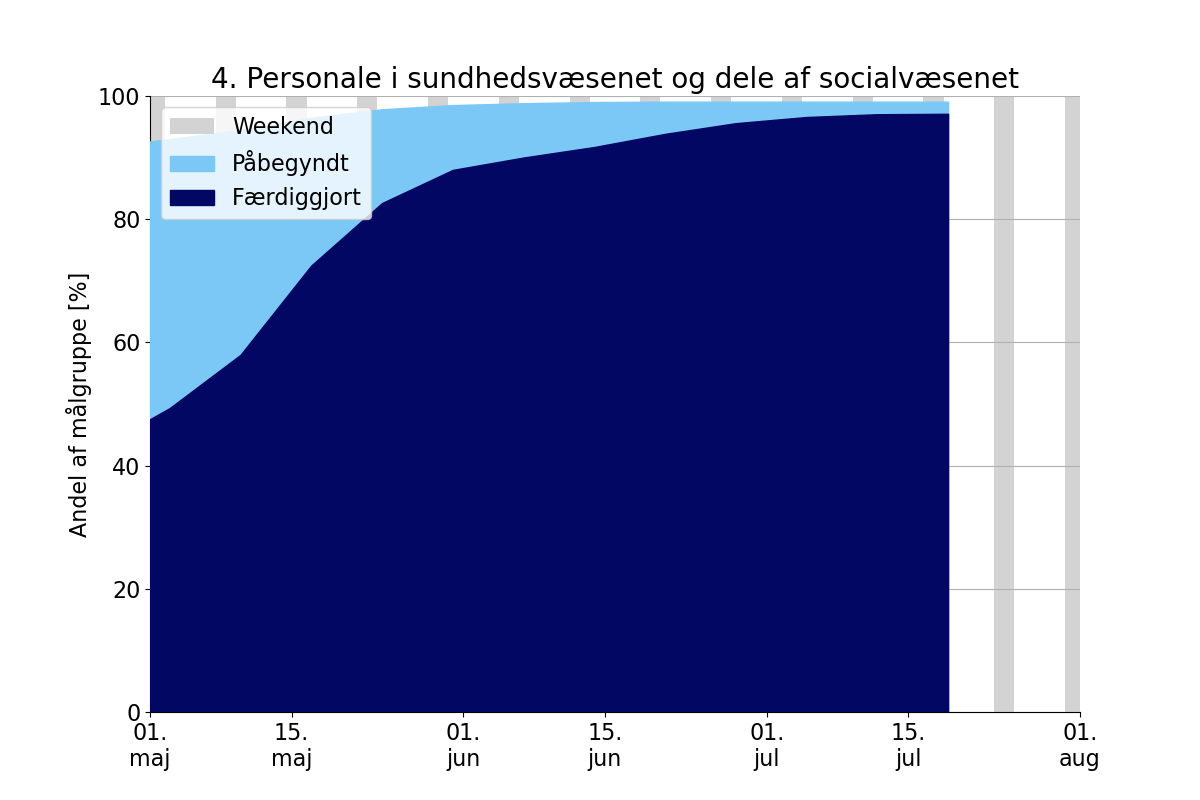 4. Personale i sundhedsvæsenet og dele af socialvæsenet
Andel af målgruppe [%]
100
80
60
40
20
0
Weekend
Påbegyndt
Færdiggjort
01. maj
15. maj
01. jun
15. jun
01. jul
15. jul
01. aug